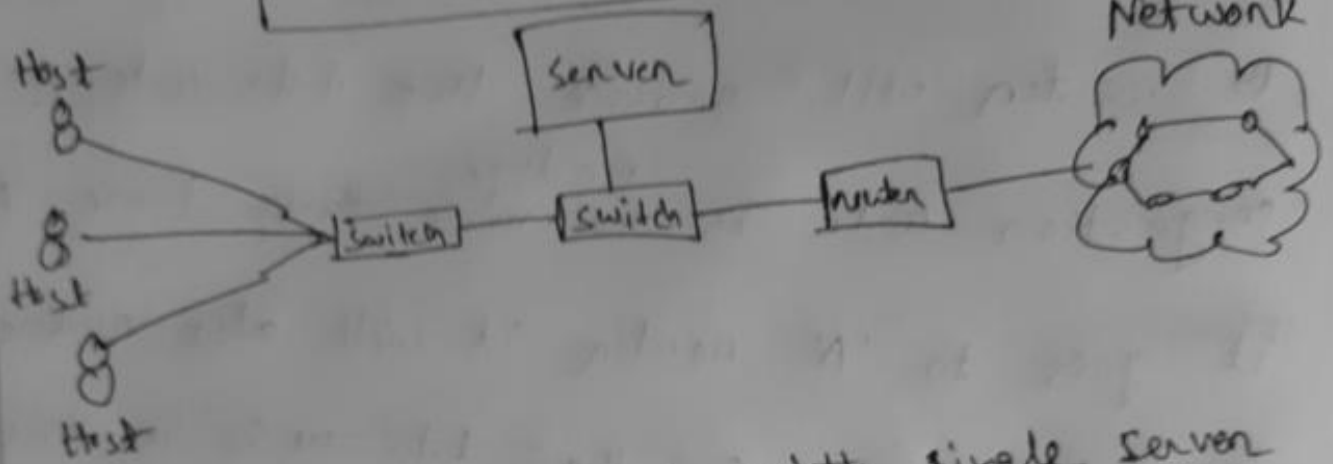 Network
Host
server
switch
switch
router
Host
Host
single server